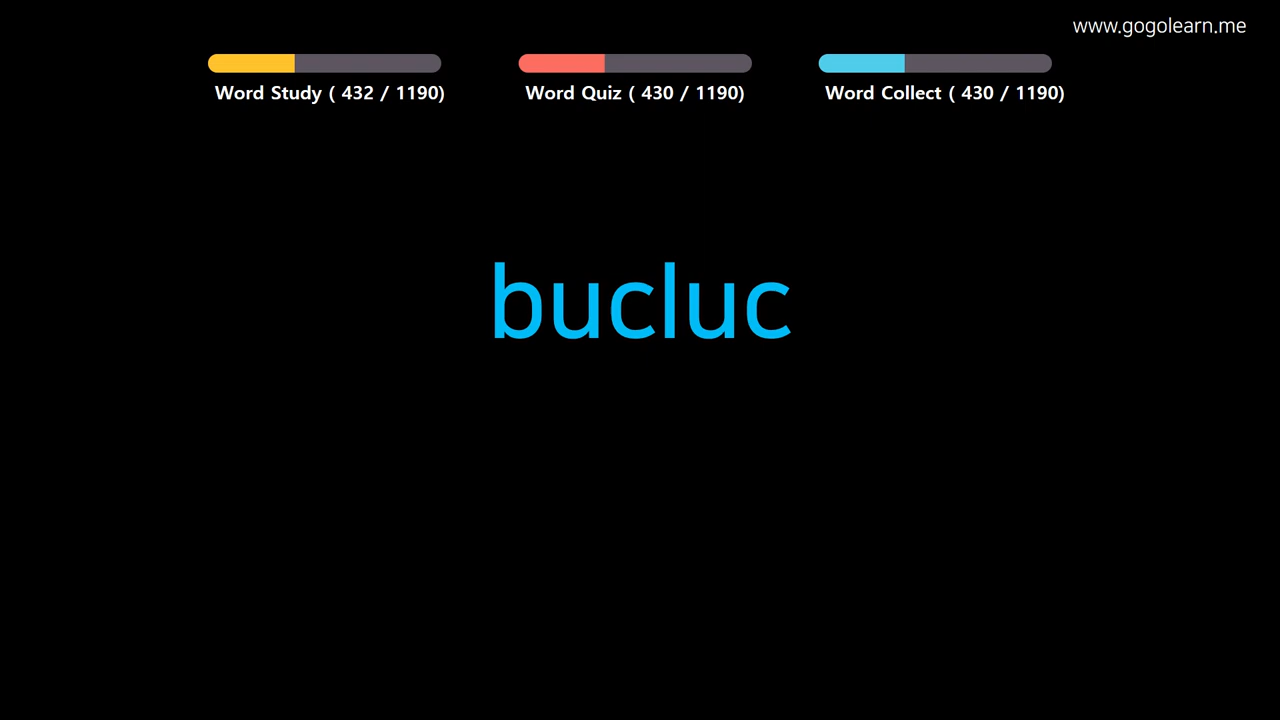 www.gogolearn.me
Word Study ( 432 / 1190)
Word Quiz ( 430 / 1190)
Word Collect ( 430 / 1190)
bucluc